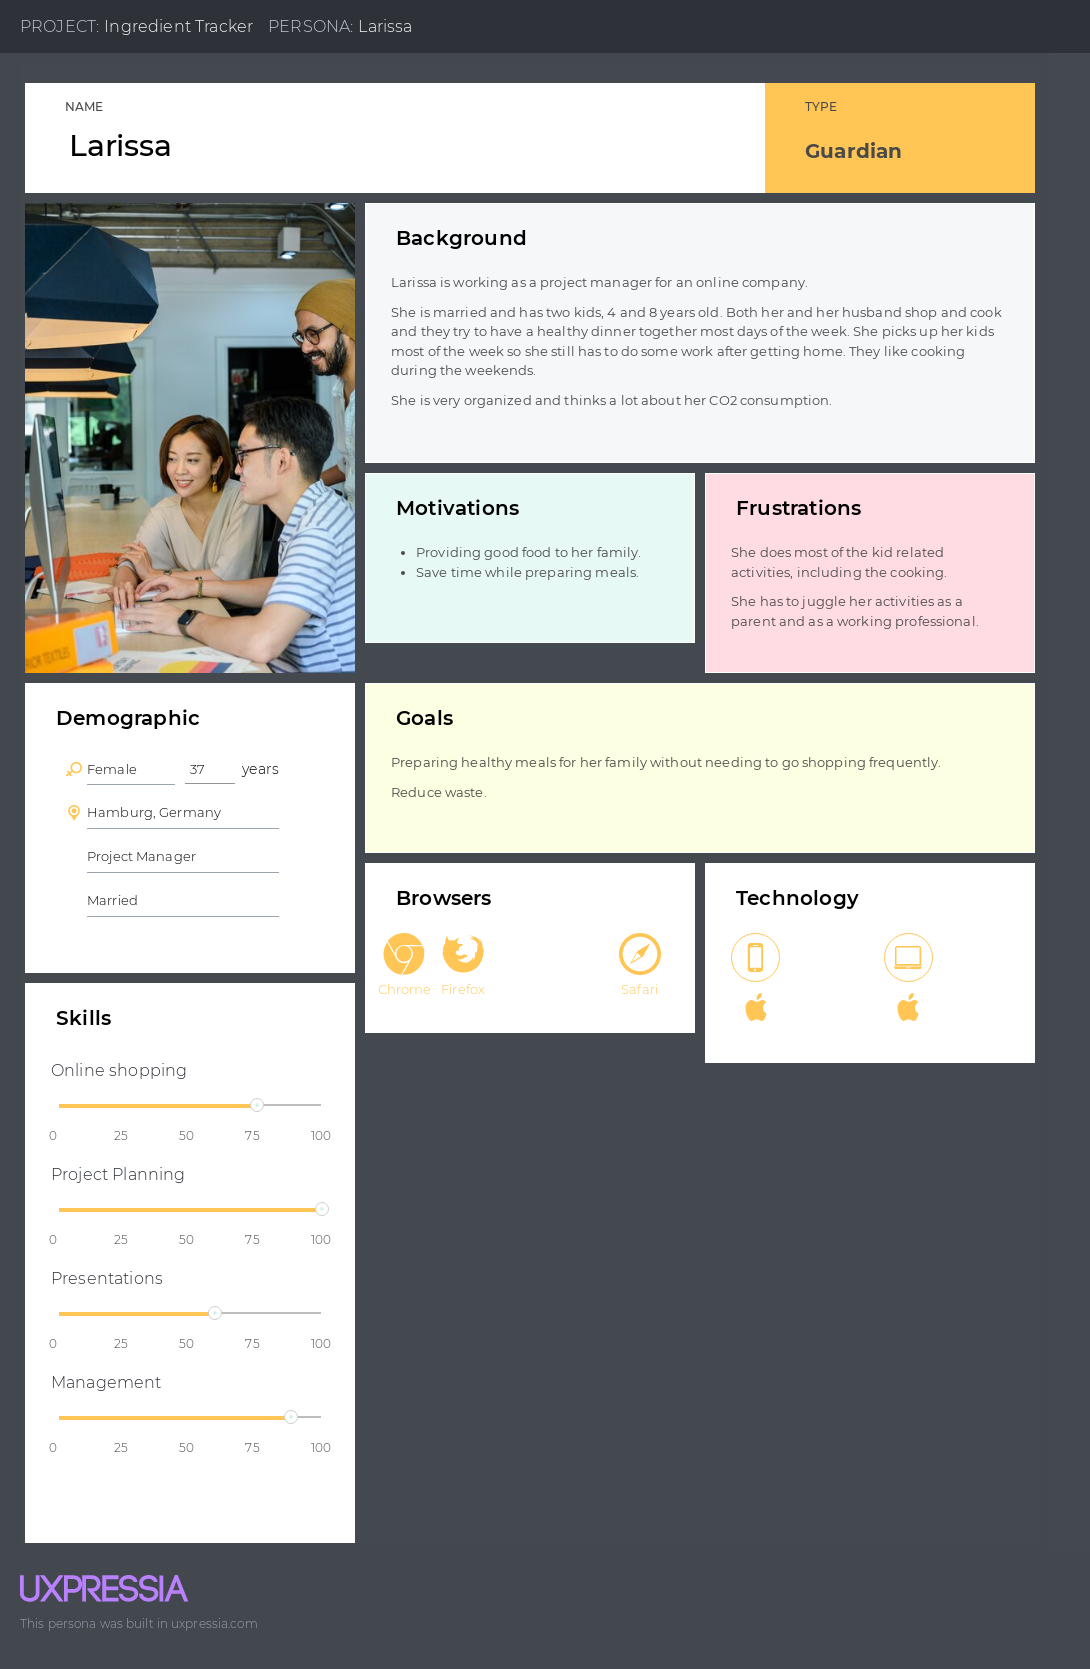 PROJECT: Ingredient Tracker PERSONA: Larissa
NAME
Larissa
TYPE
Guardian
Background
Larissa is working as a project manager for an online company.
She is married and has two kids, 4 and 8 years old. Both her and her husband shop and cook
and they try to have a healthy dinner together most days of the week. She picks up her kids
most of the week so she still has to do some work after getting home. They like cooking
during the weekends.
She is very organized and thinks a lot about her CO2 consumption.
Motivations
• Providing good food to her family.
• Save time while preparing meals.
Frustrations
She does most of the kid related
activities, including the cooking.
She has to juggle her activities as a
parent and as a working professional.
Demographic
Female 37 years
Hamburg, Germany
Project Manager
Married
Goals
Preparing healthy meals for her family without needing to go shopping frequently.
Reduce waste.
Browsers
Chrome Firefox Safari
Technology
Skills
Online shopping
0 25 50 75 100
Project Planning
0 25 50 75 100
Presentations
0 25 50 75 100
Management
0 25 50 75 100
UXPRESSIA
This persona was built in uxpressia.com